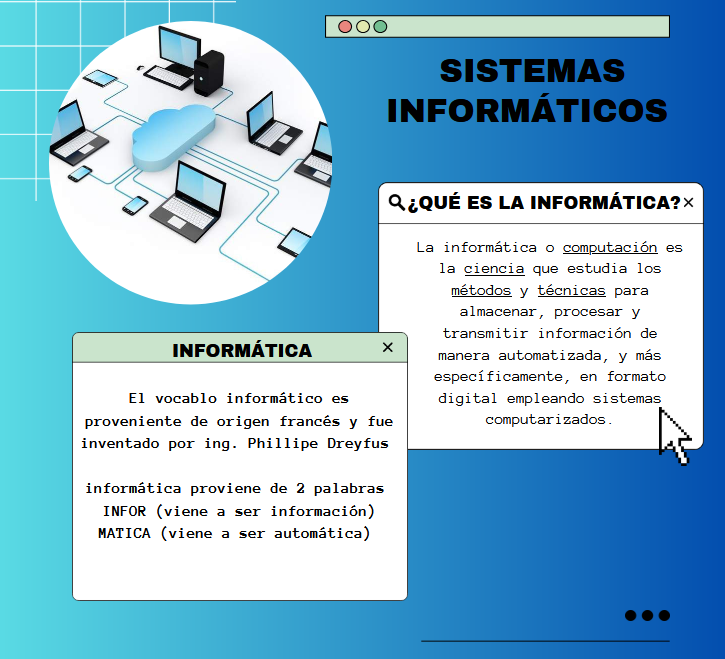 SISTEMAS
INFORMÁTICOS
¿QUÉ ES LA INFORMÁTICA?
La informática o computación es
la ciencia que estudia los
métodos y técnicas para
almacenar, procesar y
transmitir información de
manera automatizada, y más
específicamente, en formato
digital empleando sistemas
computarizados.
INFORMÁTICA
El vocablo informático es
proveniente de origen francés y fue
inventado por ing. Phillipe Dreyfus
informática proviene de 2 palabras
INFOR (viene a ser información)
MATICA (viene a ser automática)